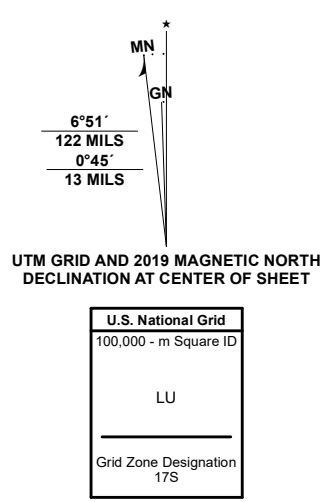 MN
GN
6°51´
122 MILS
0°45´
13 MILS
UTM GRID AND 2019 MAGNETIC NORTH
DECLINATION AT CENTER OF SHEET
U.S. National Grid
100,000 - m Square ID
LU
Grid Zone Designation
17S